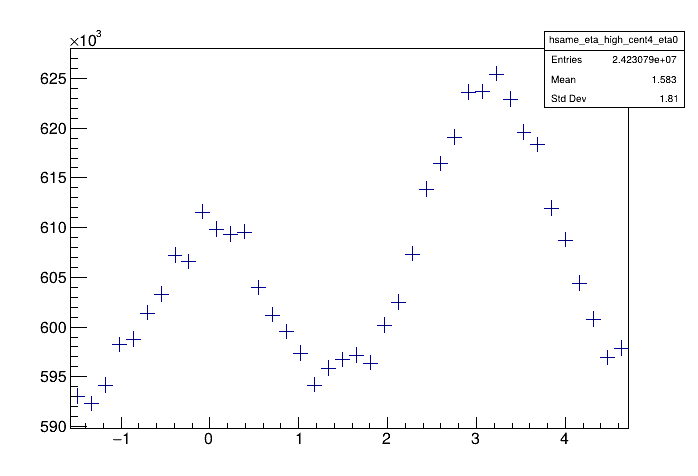 ×10³
hsame_eta_high_cent4_eta0
Entries 2.423079e+07
Mean 1.583
Std Dev 1.81
625
620
615
610
605
600
595
590
−1 0 1 2 3 4